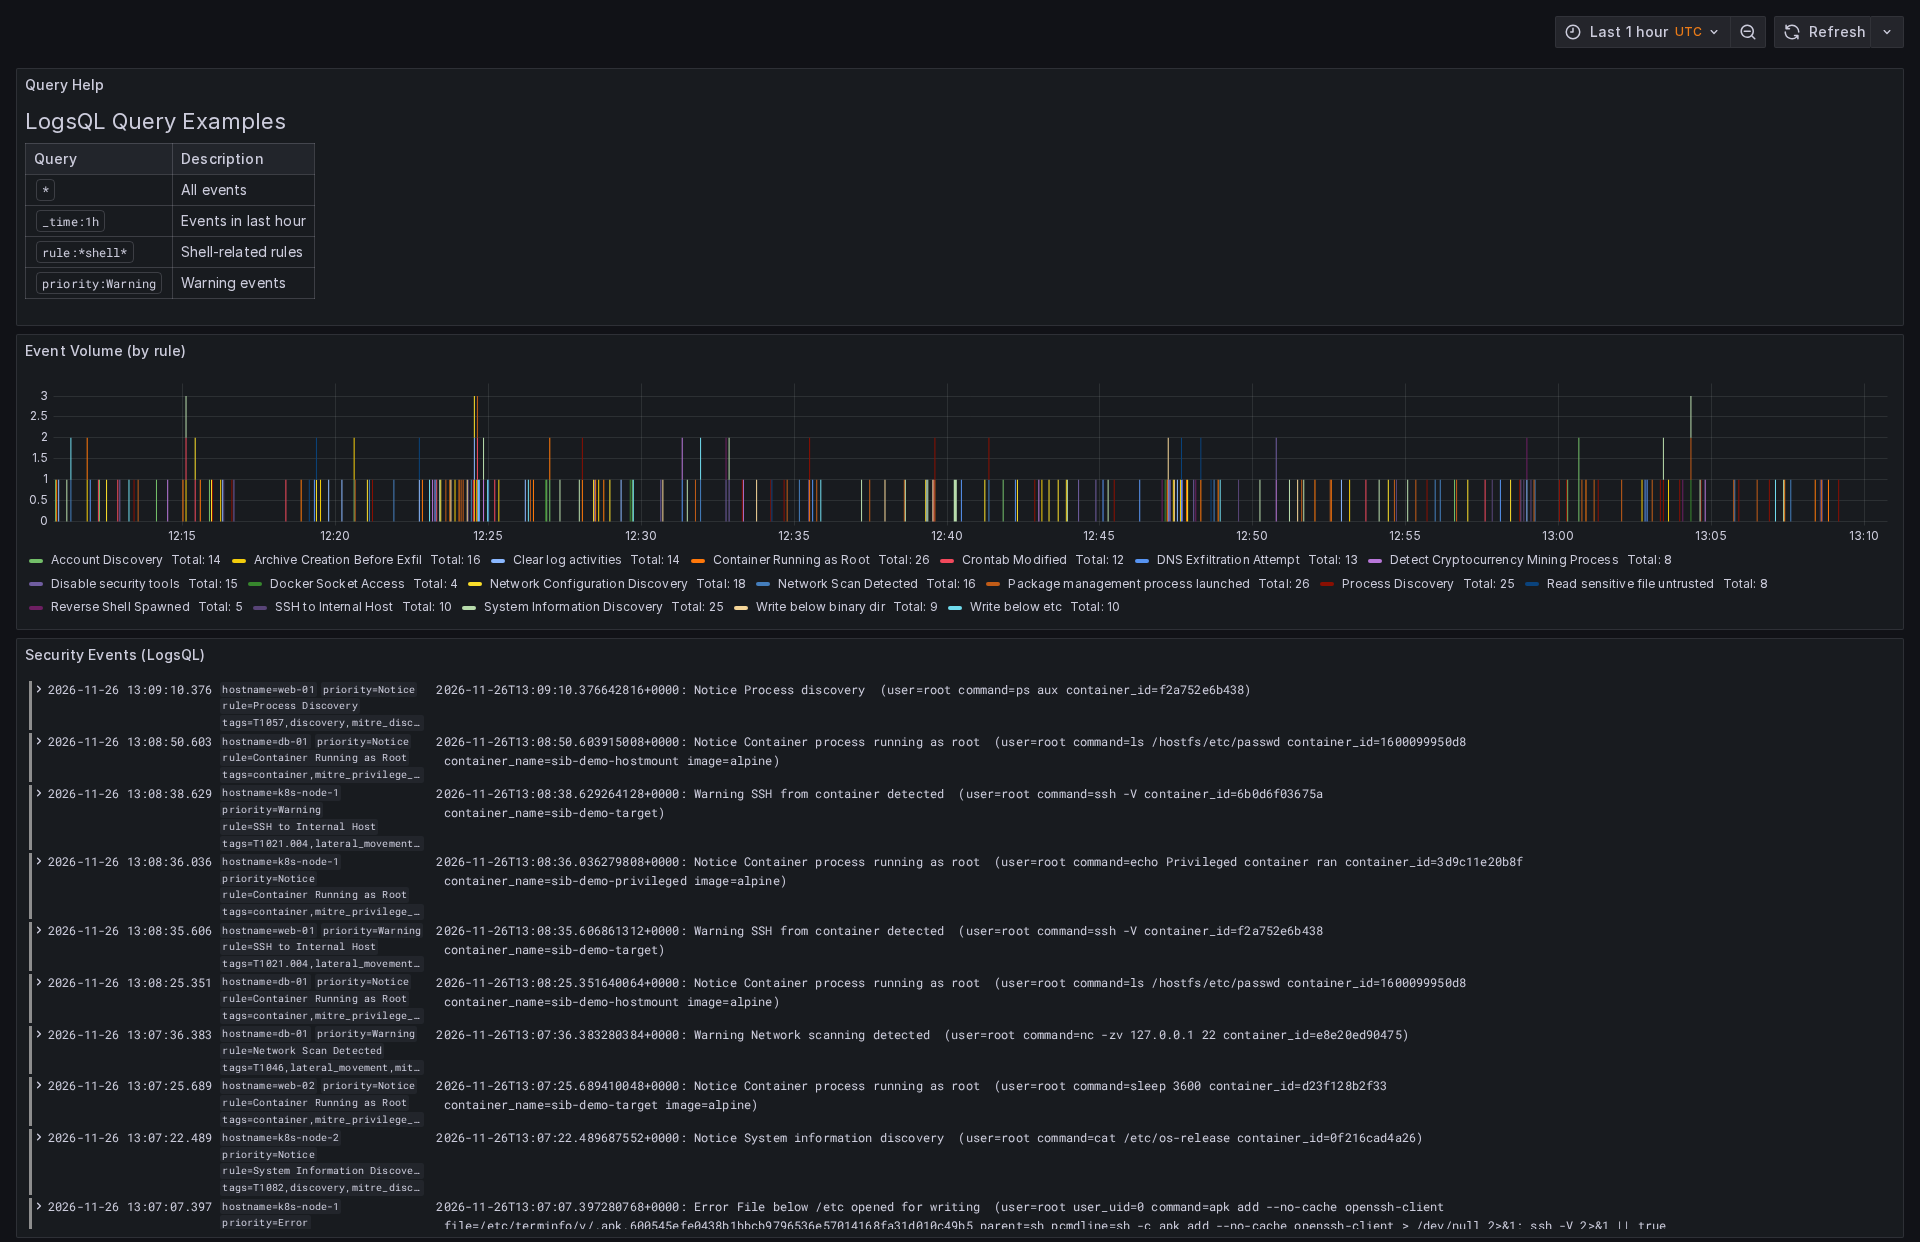 Last 1 hour UTC
Refresh
Query Help
LogsQL Query Examples
Query Description
* All events
_time:1h Events in last hour
rule:*shell* Shell-related rules
priority:Warning Warning events
Event Volume (by rule)
3
2.5
2
1.5
1
0.5
0
12:15 12:20 12:25 12:30 12:35 12:40 12:45 12:50 12:55 13:00 13:05 13:10
Account Discovery Total: 14 Archive Creation Before Exfil Total: 16 Clear log activities Total: 14 Container Running as Root Total: 26 Crontab Modified Total: 12 DNS Exfiltration Attempt Total: 13 Detect Cryptocurrency Mining Process Total: 8
Disable security tools Total: 15 Docker Socket Access Total: 4 Network Configuration Discovery Total: 18 Network Scan Detected Total: 16 Package management process launched Total: 26 Process Discovery Total: 25 Read sensitive file untrusted Total: 8
Reverse Shell Spawned Total: 5 SSH to Internal Host Total: 10 System Information Discovery Total: 25 Write below binary dir Total: 9 Write below etc Total: 10
Security Events (LogsQL)
2026-11-26 13:09:10.376 hostname=web-01 priority=Notice 2026-11-26T13:09:10.376642816+0000: Notice Process discovery (user=root command=ps aux container_id=f2a752e6b438)
rule=Process Discovery
tags=T1057,discovery,mitre_disc…
2026-11-26 13:08:50.603 hostname=db-01 priority=Notice 2026-11-26T13:08:50.603915008+0000: Notice Container process running as root (user=root command=ls /hostfs/etc/passwd container_id=1600099950d8
rule=Container Running as Root container_name=sib-demo-hostmount image=alpine)
tags=container,mitre_privilege_…
2026-11-26 13:08:38.629 hostname=k8s-node-1 2026-11-26T13:08:38.629264128+0000: Warning SSH from container detected (user=root command=ssh -V container_id=6b0d6f03675a
priority=Warning container_name=sib-demo-target)
rule=SSH to Internal Host
tags=T1021.004,lateral_movement…
2026-11-26 13:08:36.036 hostname=k8s-node-1 2026-11-26T13:08:36.036279808+0000: Notice Container process running as root (user=root command=echo Privileged container ran container_id=3d9c11e20b8f
priority=Notice container_name=sib-demo-privileged image=alpine)
rule=Container Running as Root
tags=container,mitre_privilege_…
2026-11-26 13:08:35.606 hostname=web-01 priority=Warning 2026-11-26T13:08:35.606861312+0000: Warning SSH from container detected (user=root command=ssh -V container_id=f2a752e6b438
rule=SSH to Internal Host container_name=sib-demo-target)
tags=T1021.004,lateral_movement…
2026-11-26 13:08:25.351 hostname=db-01 priority=Notice 2026-11-26T13:08:25.351640064+0000: Notice Container process running as root (user=root command=ls /hostfs/etc/passwd container_id=1600099950d8
rule=Container Running as Root container_name=sib-demo-hostmount image=alpine)
tags=container,mitre_privilege_…
2026-11-26 13:07:36.383 hostname=db-01 priority=Warning 2026-11-26T13:07:36.383280384+0000: Warning Network scanning detected (user=root command=nc -zv 127.0.0.1 22 container_id=e8e20ed90475)
rule=Network Scan Detected
tags=T1046,lateral_movement,mit…
2026-11-26 13:07:25.689 hostname=web-02 priority=Notice 2026-11-26T13:07:25.689410048+0000: Notice Container process running as root (user=root command=sleep 3600 container_id=d23f128b2f33
rule=Container Running as Root container_name=sib-demo-target image=alpine)
tags=container,mitre_privilege_…
2026-11-26 13:07:22.489 hostname=k8s-node-2 2026-11-26T13:07:22.489687552+0000: Notice System information discovery (user=root command=cat /etc/os-release container_id=0f216cad4a26)
priority=Notice
rule=System Information Discove…
tags=T1082,discovery,mitre_disc…
2026-11-26 13:07:07.397 hostname=k8s-node-1 2026-11-26T13:07:07.397280768+0000: Error File below /etc opened for writing (user=root user_uid=0 command=apk add --no-cache openssh-client
priority=Error file=/etc/terminfo/v/.apk.600545efe0438b1bbcb9796536e57014168fa31d010c49b5 parent=sh pcmdline=sh -c apk add --no-cache openssh-client > /dev/null 2>&1; ssh -V 2>&1 || true